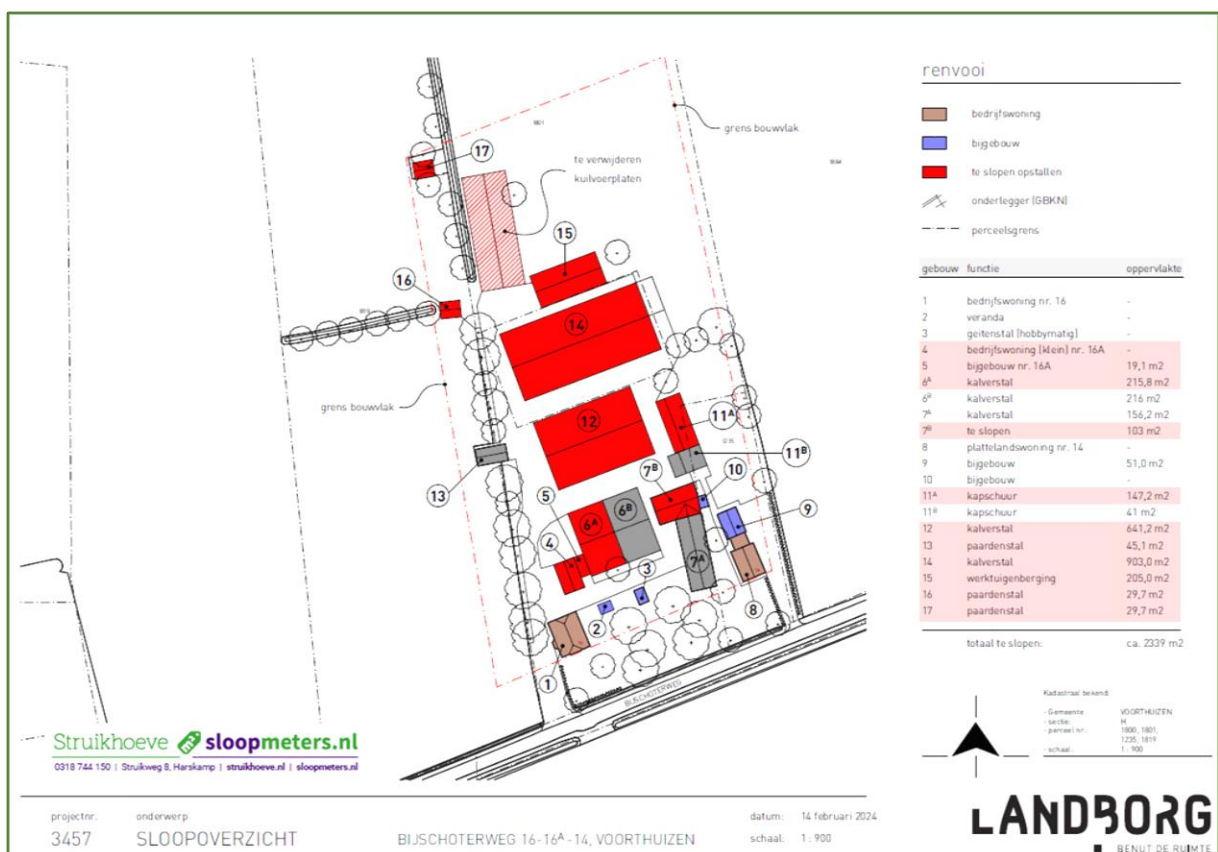 renvooi
bedrijfswoning
bijgebouw
te slopen opstallen
onderlegger (GBKN)
perceelsgrens
gebouw functie oppervlakte
1 bedrijfswoning nr. 16 -
2 veranda -
3 geitenstal (hobbymatig) -
4 bedrijfswoning (klein) nr. 16A -
5 bijgebouw nr. 16A 19,1 m2
6A kalverstal 215,8 m2
6B kalverstal 216 m2
7A kalverstal 156,2 m2
7B te slopen 103 m2
8 plattelandswoning nr. 14 -
9 bijgebouw 51,0 m2
10 bijgebouw -
11A kapschuur 147,2 m2
11B kapschuur 41 m2
12 kalverstal 641,2 m2
13 paardenstal 45,1 m2
14 kalverstal 903,0 m2
15 werktuigenberging 205,0 m2
16 paardenstal 29,7 m2
17 paardenstal 29,7 m2
totaal te slopen: ca. 2339 m2
grens bouwvlak
te verwijderen
kuilvoerplaten
17
15
16
14
grens bouwvlak
12
11A
11B
13
7B
10
5
6A
6B
9
4
3
7A
8
2
1
BIJSCHOTERWEG
Kadastraal bekend:
- Gemeente VOORTHUIZEN
- sectie: H
- perceel nr.: 1800, 1801,
1235, 1819
- schaal: 1 : 900
Struikhoeve m² sloopmeters.nl
0318 744 150 | Struikweg 8, Harskamp | struikhoeve.nl | sloopmeters.nl
projectnr. onderwerp
3457 SLOOPOVERZICHT BIJSCHOTERWEG 16-16A-14, VOORTHUIZEN
datum: 14 februari 2024
schaal: 1 : 900
LANDBORG
BENUT DE RUIMTE